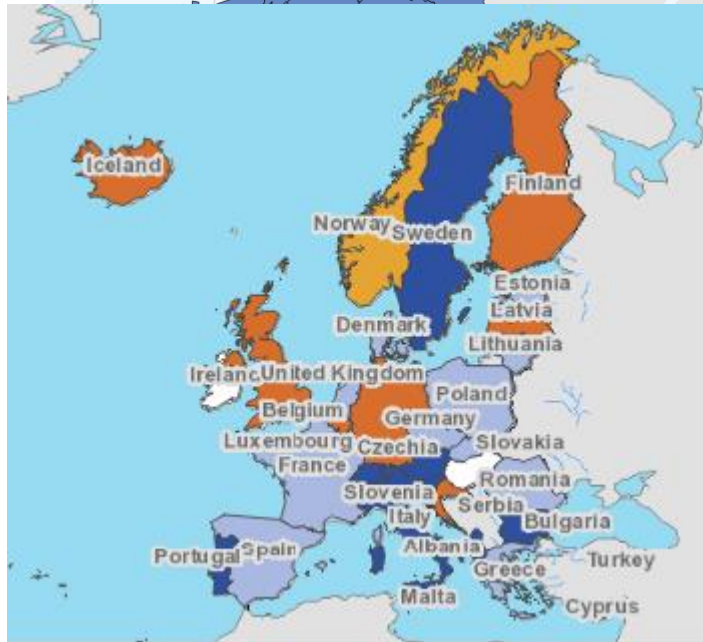 Iceland
Finland
Norway
Sweden
Estonia
Latvia
Denmark
Lithuania
Ireland
United Kingdom
Poland
Belgium
Germany
Luxembourg
Czechia
Slovakia
France
Romania
Slovenia
Serbia
Italy
Bulgaria
Albania
Portugal
Spain
Greece
Turkey
Malta
Cyprus